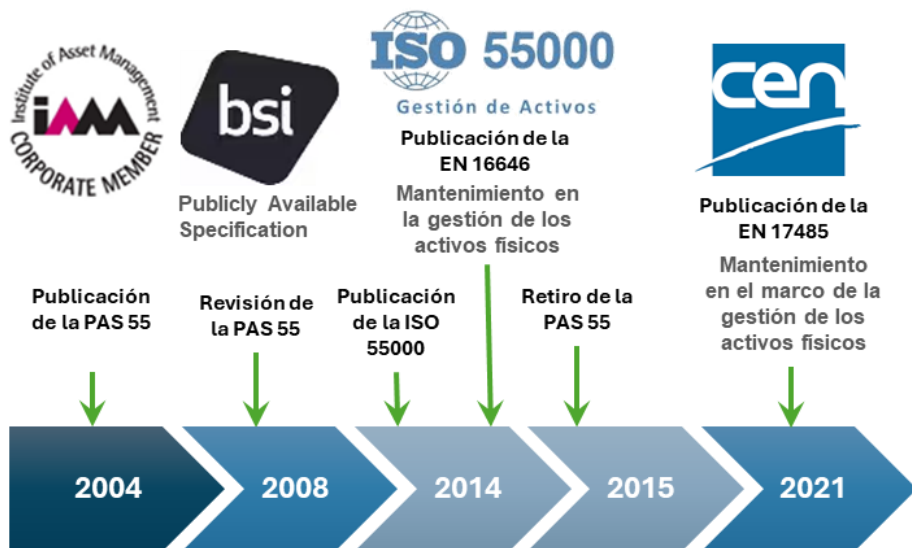 Institute of Asset Management
iAM
CORPORATE MEMBER
bsi
Publicly Available
Specification
ISO 55000
ISO
Gestión de Activos
Publicación de la
EN 16646
Mantenimiento en
la gestión de los
activos físicos
cen
Publicación de la
EN 17485
Mantenimiento
en el marco de la
gestión de los
activos físicos
Publicación
de la PAS 55
Revisión de
la PAS 55
Publicación
de la ISO
55000
Retiro de la
PAS 55
2004
2008
2014
2015
2021